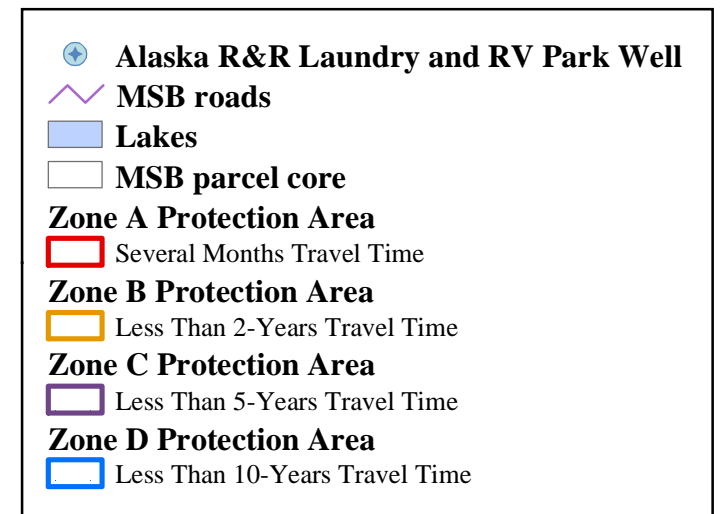 Alaska R&R Laundry and RV Park Well
MSB roads
Lakes
MSB parcel core
Zone A Protection Area
Several Months Travel Time
Zone B Protection Area
Less Than 2-Years Travel Time
Zone C Protection Area
Less Than 5-Years Travel Time
Zone D Protection Area
Less Than 10-Years Travel Time